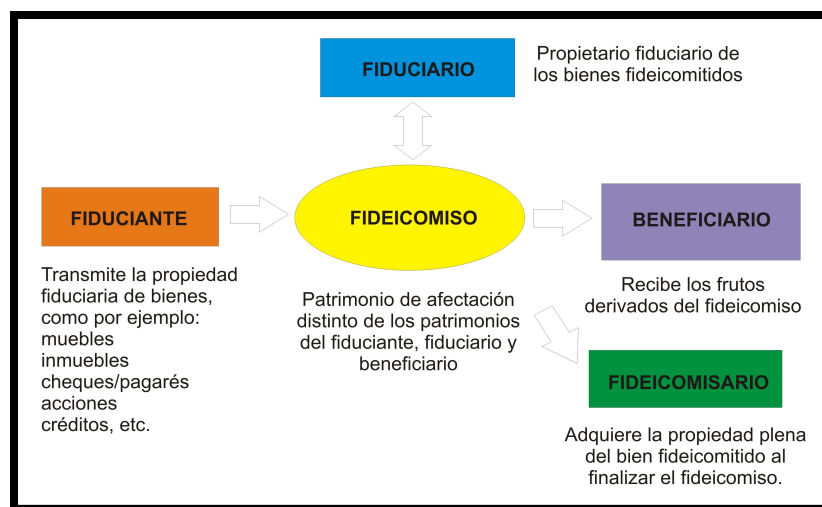 FIDUCIARIO
Propietario fiduciario de
los bienes fideicomitidos
FIDUCIANTE
FIDEICOMISO
BENEFICIARIO
Transmite la propiedad
fiduciaria de bienes,
como por ejemplo:
muebles
inmuebles
cheques/pagarés
acciones
créditos, etc.
Patrimonio de afectación
distinto de los patrimonios
del fiduciante, fiduciario y
beneficiario
Recibe los frutos
derivados del fideicomiso
FIDEICOMISARIO
Adquiere la propiedad plena
del bien fideicomitido al
finalizar el fideicomiso.